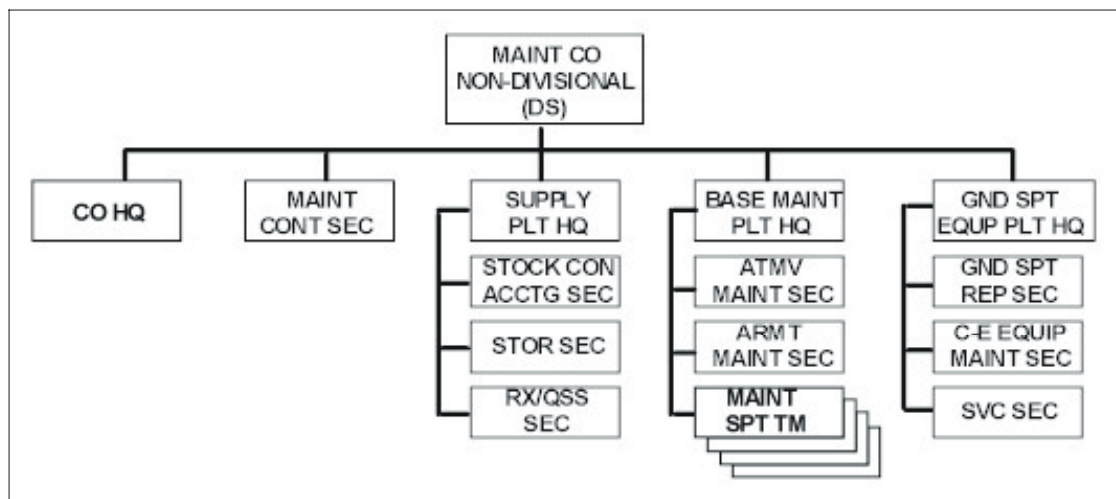 MAINT CO
NON-DIVISIONAL
(DS)
CO HQ
MAINT
CONT SEC
SUPPLY
PLT HQ
BASE MAINT
PLT HQ
GND SPT
EQUP PLT HQ
STOCK CON
ACCTG SEC
ATMV
MAINT SEC
GND SPT
REP SEC
STOR SEC
ARMT
MAINT SEC
C-E EQUIP
MAINT SEC
RX/QSS
SEC
MAINT
SPT TM
SVC SEC